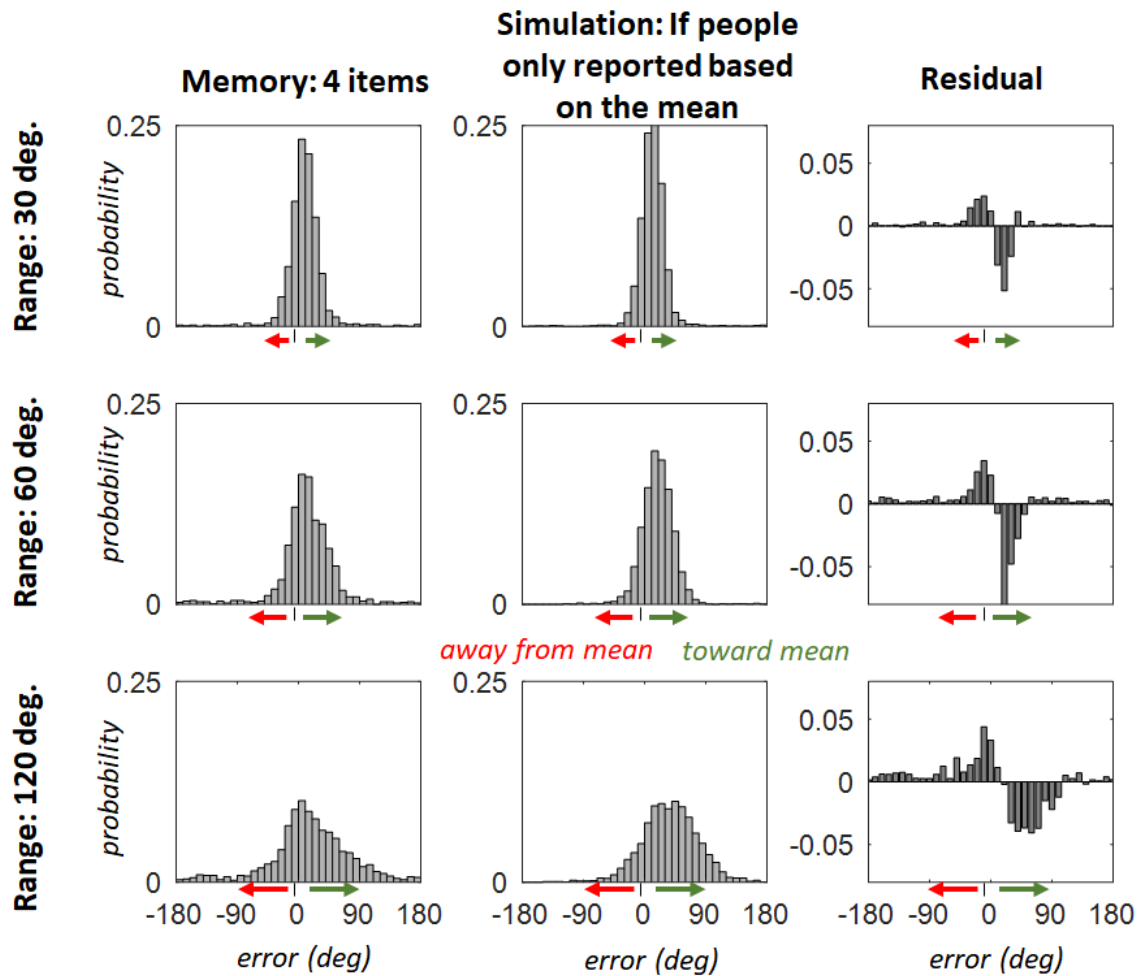 Simulation: If people
only reported based
on the mean
Memory: 4 items
Residual
Range: 30 deg.
probability
0.25
0
0.25
0
0.05
0
-0.05
Range: 60 deg.
probability
0.25
0
0.25
0
0.05
0
-0.05
away from mean toward mean
Range: 120 deg.
probability
0.25
0
0.25
0
0.05
0
-0.05
-180 -90 0 90 180
-180 -90 0 90 180
-180 -90 0 90 180
error (deg)
error (deg)
error (deg)